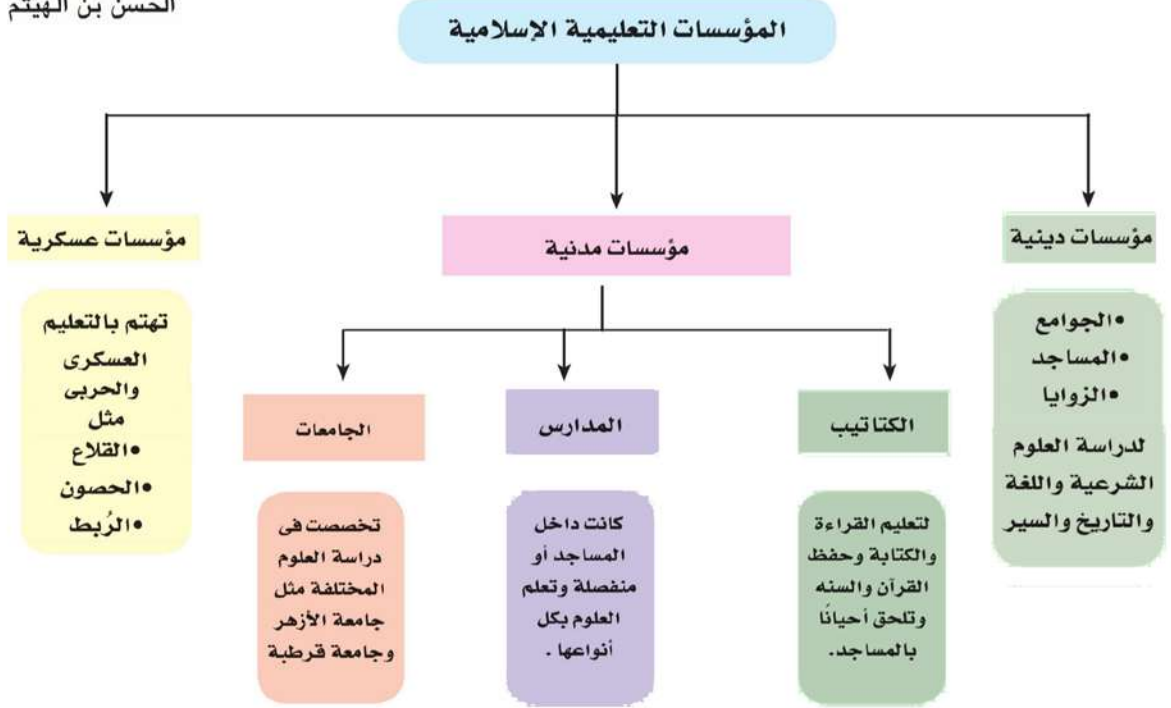 الحسن بن الهيثم
المؤسسات التعليمية الإسلامية
مؤسسات دينية
•الجوامع
•المساجد
•الزوايا
لدراسة العلوم
الشرعية واللغة
والتاريخ والسير
مؤسسات مدنية
الكتاتيب
لتعليم القراءة
والكتابة وحفظ
القرآن والسنه
وتلحق أحيانًا
بالمساجد.
المدارس
كانت داخل
المساجد أو
منفصلة وتعلم
العلوم بكل
أنواعها .
الجامعات
تخصصت فى
دراسة العلوم
المختلفة مثل
جامعة الأزهر
وجامعة قرطبة
مؤسسات عسكرية
تهتم بالتعليم
العسكرى
والحربى
مثل
•القلاع
•الحصون
•الرُبط